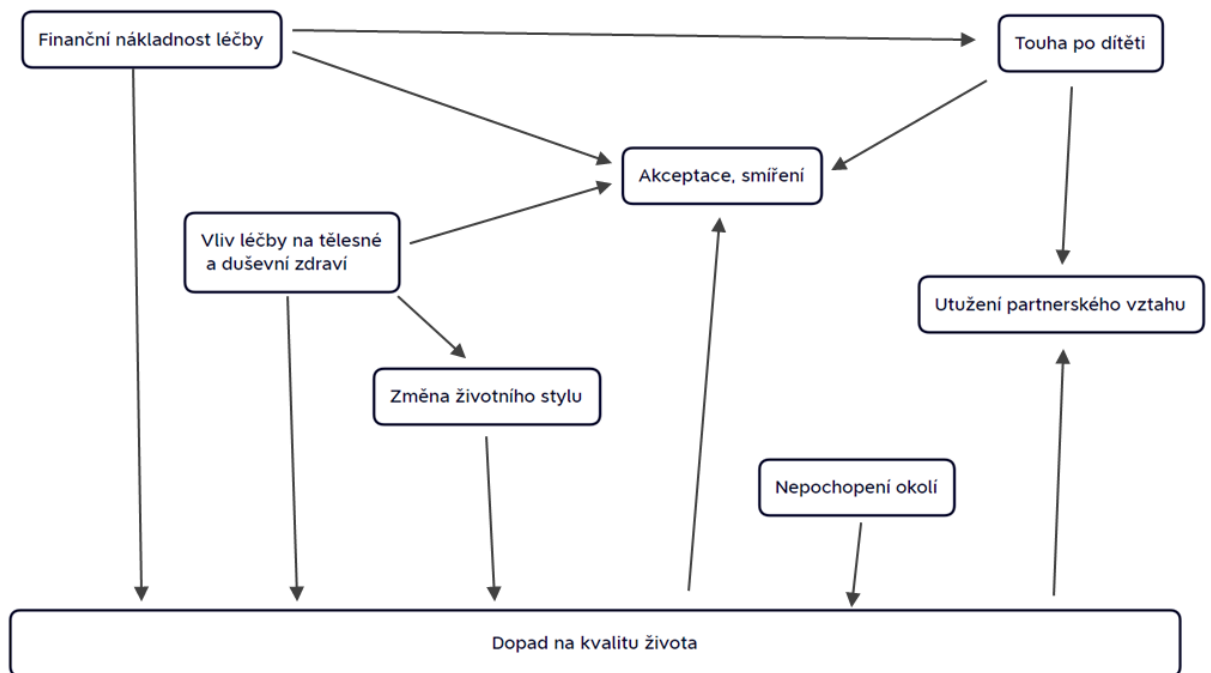 Finanční nákladnost léčby
Touha po dítěti
Akceptace, smíření
Vliv léčby na tělesné
a duševní zdraví
Utužení partnerského vztahu
Změna životního stylu
Nepochopení okolí
Dopad na kvalitu života